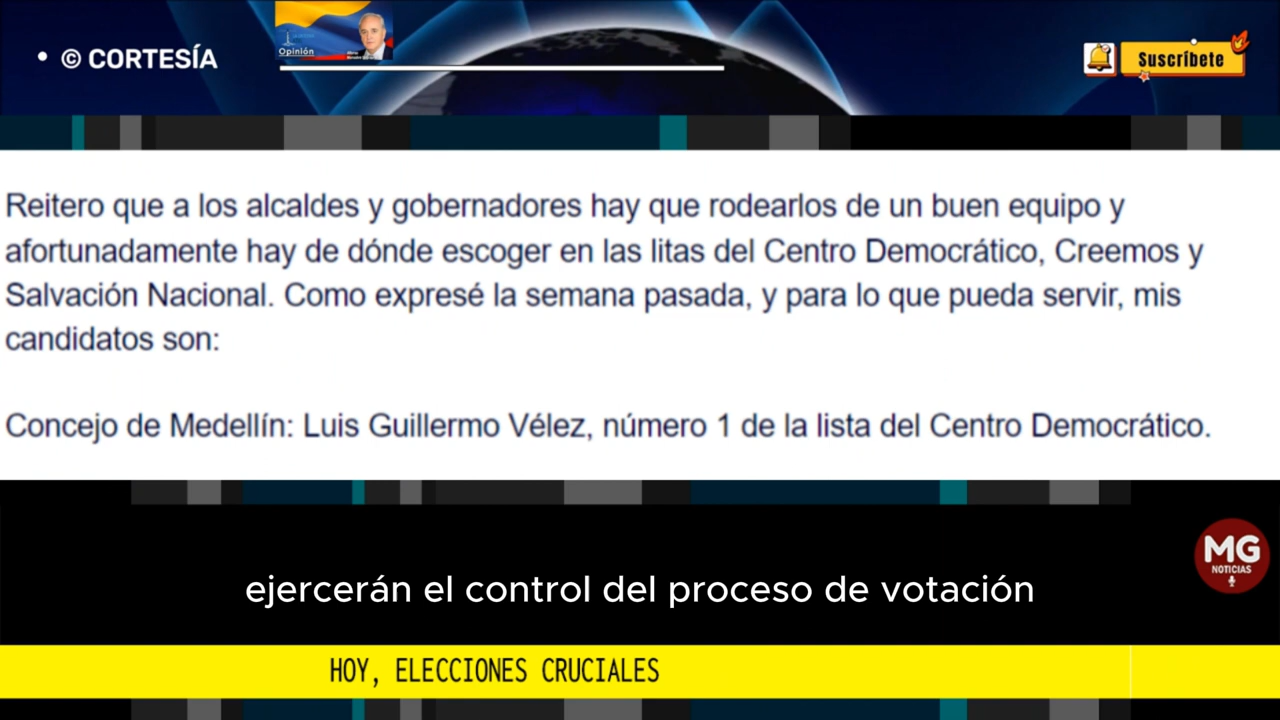 • © CORTESÍA
Opinión
Suscríbete
Reitero que a los alcaldes y gobernadores hay que rodearlos de un buen equipo y
afortunadamente hay de dónde escoger en las litas del Centro Democrático, Creemos y
Salvación Nacional. Como expresé la semana pasada, y para lo que pueda servir, mis
candidatos son:
Concejo de Medellín: Luis Guillermo Vélez, número 1 de la lista del Centro Democrático.
MG
NOTICIAS
ejercerán el control del proceso de votación
HOY, ELECCIONES CRUCIALES